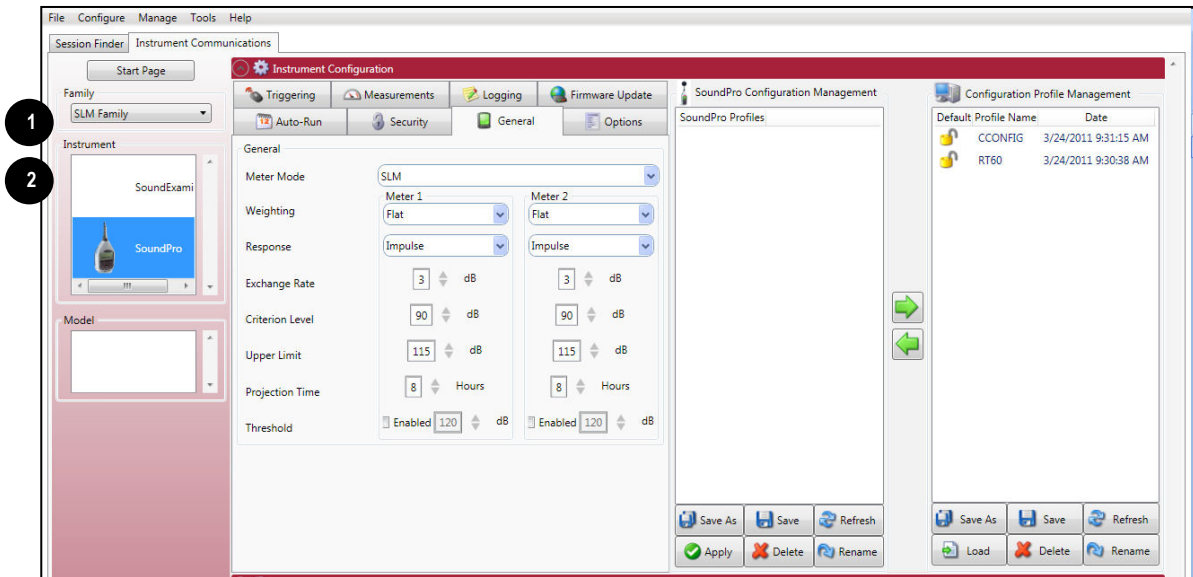 File Configure Manage Tools Help
Session Finder Instrument Communications
Start Page
Family
1
SLM Family
Instrument
2
SoundExami
SoundPro
Model
Instrument Configuration
Triggering Measurements Logging Firmware Update
12 Auto-Run Security General Options
General
Meter Mode SLM
Meter 1 Meter 2
Weighting Flat Flat
Response Impulse Impulse
Exchange Rate 3 dB 3 dB
Criterion Level 90 dB 90 dB
Upper Limit 115 dB 115 dB
Projection Time 8 Hours 8 Hours
Threshold Enabled 120 dB Enabled 120 dB
SoundPro Configuration Management
SoundPro Profiles
Save As Save Refresh
Apply Delete Rename
Configuration Profile Management
Default Profile Name Date
CCONFIG 3/24/2011 9:31:15 AM
RT60 3/24/2011 9:30:38 AM
Save As Save Refresh
Load Delete Rename